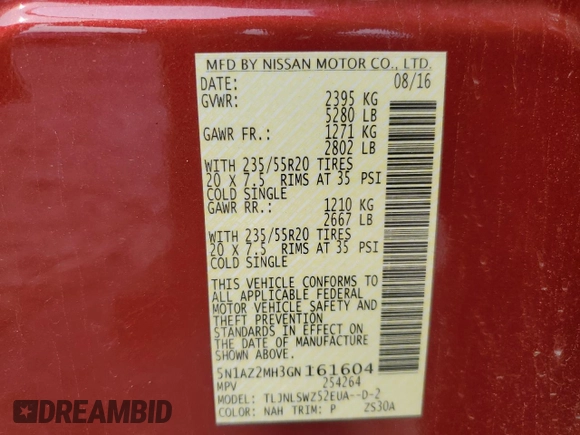 MFD BY NISSAN MOTOR CO., LTD.
DATE: 08/16
GVWR: 2395 KG
5280 LB
GAWR FR.: 1271 KG
2802 LB
WITH 235/55R20 TIRES
20 X 7.5 RIMS AT 35 PSI
COLD SINGLE
GAWR RR.: 1210 KG
2667 LB
WITH 235/55R20 TIRES
20 X 7.5 RIMS AT 35 PSI
COLD SINGLE
THIS VEHICLE CONFORMS TO
ALL APPLICABLE FEDERAL
MOTOR VEHICLE SAFETY AND
THEFT PREVENTION
STANDARDS IN EFFECT ON
THE DATE OF MANUFACTURE
SHOWN ABOVE.
5N1AZ2MH3GN161604
MPV 254264
MODEL: TLJNLSWZ52EUA--D-2
COLOR: NAH TRIM: P ZS30A
EPIC
EVERYBODY CAN